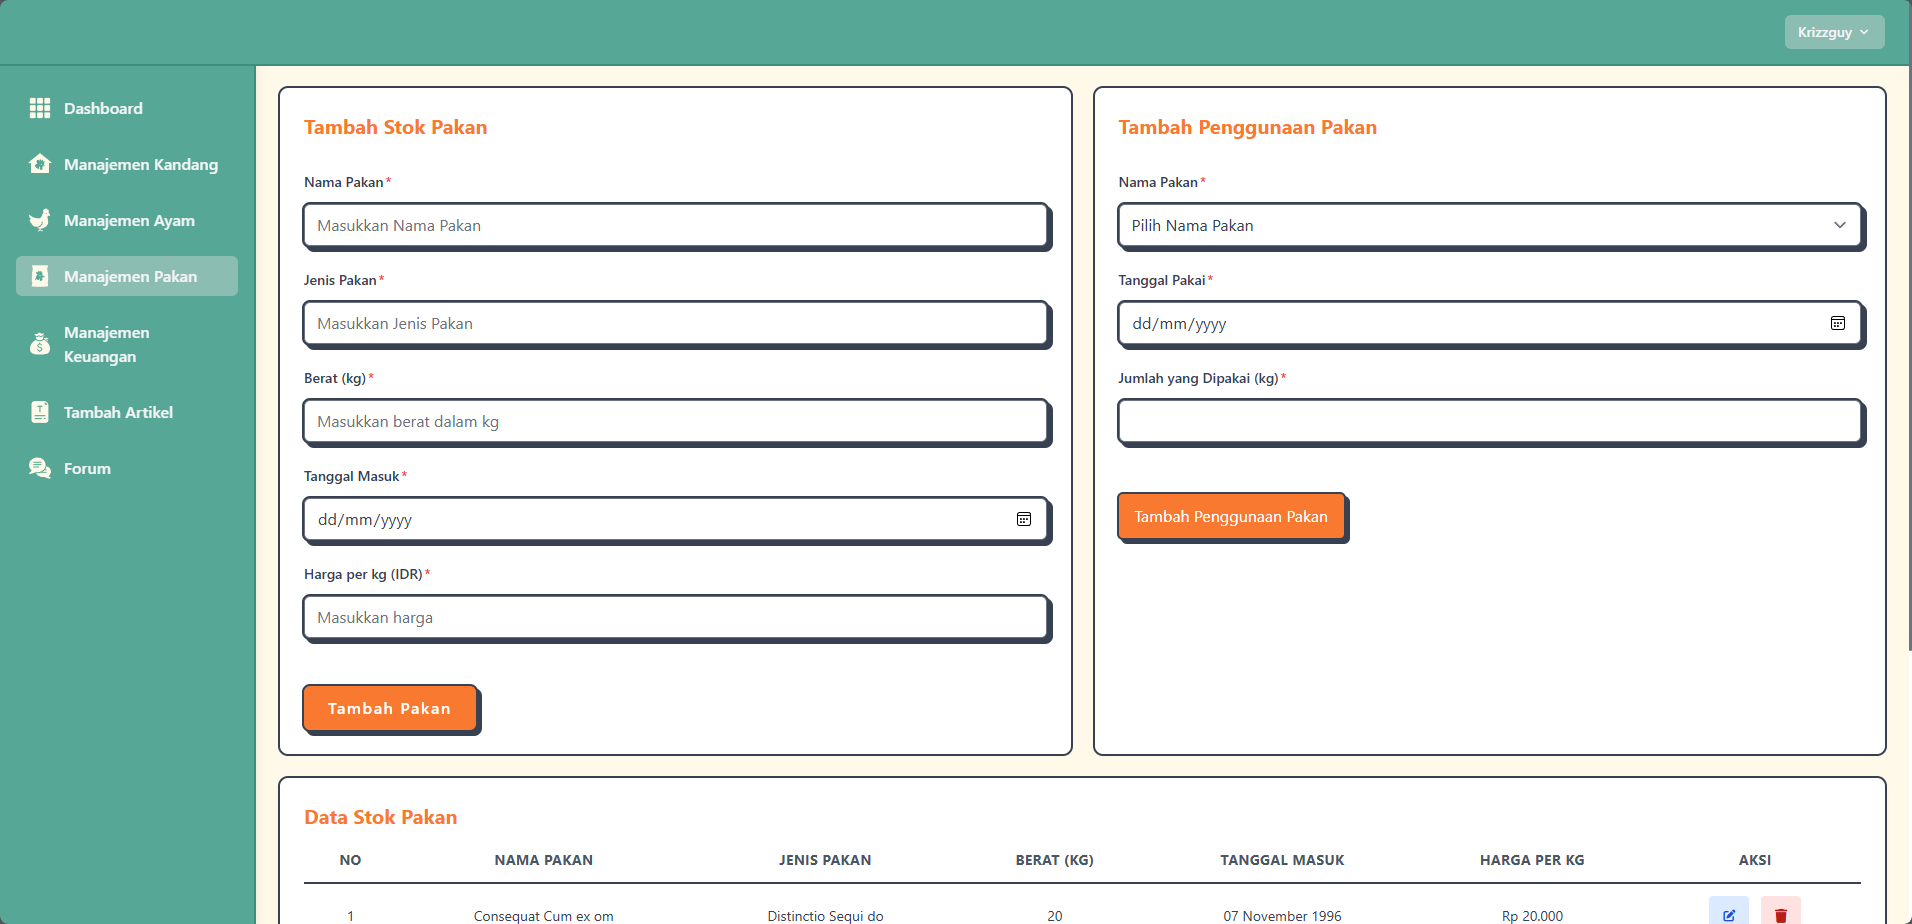 Krizzguy
Dashboard
Manajemen Kandang
Manajemen Ayam
Manajemen Pakan
Manajemen
Keuangan
Tambah Artikel
Forum
Tambah Stok Pakan
Nama Pakan*
Masukkan Nama Pakan
Jenis Pakan*
Masukkan Jenis Pakan
Berat (kg)*
Masukkan berat dalam kg
Tanggal Masuk*
dd/mm/yyyy
Harga per kg (IDR)*
Masukkan harga
Tambah Pakan
Tambah Penggunaan Pakan
Nama Pakan*
Pilih Nama Pakan
Tanggal Pakai*
dd/mm/yyyy
Jumlah yang Dipakai (kg)*
Tambah Penggunaan Pakan
Data Stok Pakan
NO NAMA PAKAN JENIS PAKAN BERAT (KG) TANGGAL MASUK HARGA PER KG AKSI
1 Consequat Cum ex om Distinctio Sequi do 20 07 November 1996 Rp 20.000